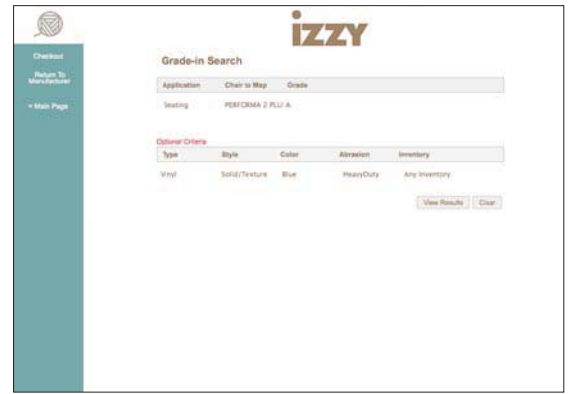 izzy
Checkout
Return To
Manufacturer
< Main Page
Grade-in Search
Application Chair to Map Grade
Seating PERFORMA 2 PLU A
Optional Criteria
Type Style Color Abrasion Inventory
Vinyl Solid/Texture Blue HeavyDuty Any Inventory
View Results Clear